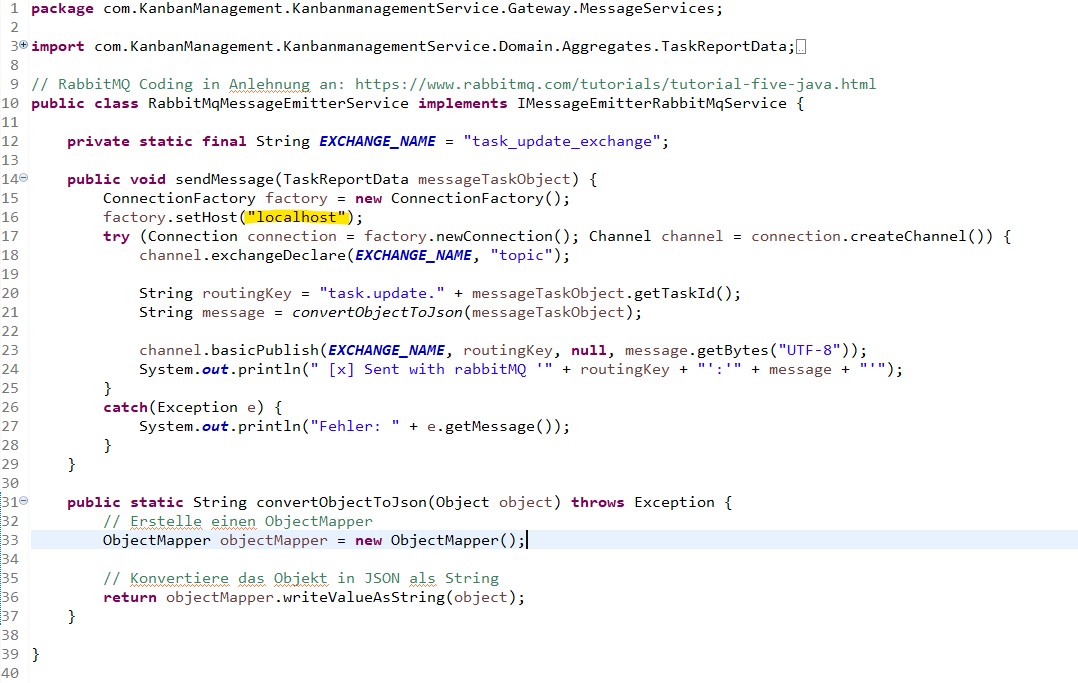 1 package com.KanbanManagement.KanbanmanagementService.Gateway.MessageServices;
2
3 import com.KanbanManagement.KanbanmanagementService.Domain.Aggregates.TaskReportData;
8
9 // RabbitMQ Coding in Anlehnung an: https://www.rabbitmq.com/tutorials/tutorial-five-java.html
10 public class RabbitMqMessageEmitterService implements IMessageEmitterRabbitMqService {
11
12     private static final String EXCHANGE_NAME = "task_update_exchange";
13
14     public void sendMessage(TaskReportData messageTaskObject) {
15         ConnectionFactory factory = new ConnectionFactory();
16         factory.setHost("localhost");
17         try (Connection connection = factory.newConnection(); Channel channel = connection.createChannel()) {
18             channel.exchangeDeclare(EXCHANGE_NAME, "topic");
19
20             String routingKey = "task.update." + messageTaskObject.getTaskId();
21             String message = convertObjectToJson(messageTaskObject);
22
23             channel.basicPublish(EXCHANGE_NAME, routingKey, null, message.getBytes("UTF-8"));
24             System.out.println(" [x] Sent with rabbitMQ '" + routingKey + "':'" + message + "'");
25         }
26         catch(Exception e) {
27             System.out.println("Fehler: " + e.getMessage());
28         }
29     }
30
31     public static String convertObjectToJson(Object object) throws Exception {
32         // Erstelle einen ObjectMapper
33         ObjectMapper objectMapper = new ObjectMapper();
34
35         // Konvertiere das Objekt in JSON als String
36         return objectMapper.writeValueAsString(object);
37     }
38
39 }
40